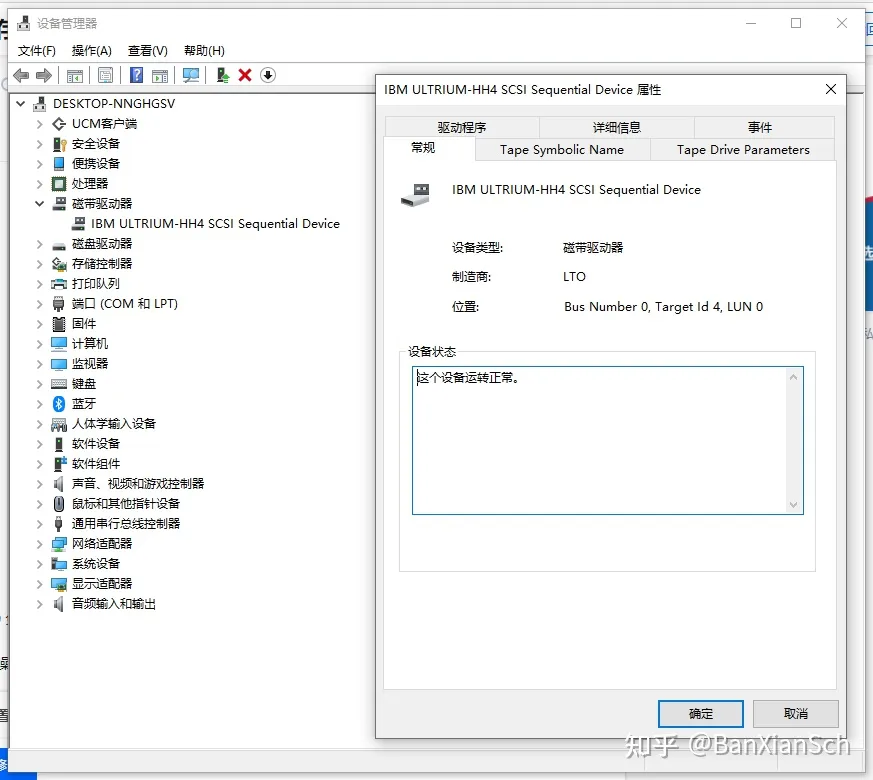 设备管理器
文件(F) 操作(A) 查看(V) 帮助(H)
DESKTOP-NNGHGSV
UCM客户端
安全设备
便携设备
处理器
磁带驱动器
IBM ULTRIUM-HH4 SCSI Sequential Device
磁盘驱动器
存储控制器
打印队列
端口 (COM 和 LPT)
固件
计算机
监视器
键盘
蓝牙
人体学输入设备
软件设备
软件组件
声音、视频和游戏控制器
鼠标和其他指针设备
通用串行总线控制器
网络适配器
系统设备
显示适配器
音频输入和输出
IBM ULTRIUM-HH4 SCSI Sequential Device 属性
驱动程序 详细信息 事件
常规 Tape Symbolic Name Tape Drive Parameters
IBM ULTRIUM-HH4 SCSI Sequential Device
设备类型: 磁带驱动器
制造商: LTO
位置: Bus Number 0, Target Id 4, LUN 0
设备状态
这个设备运转正常。
确定 取消
知乎 @BanXianSch